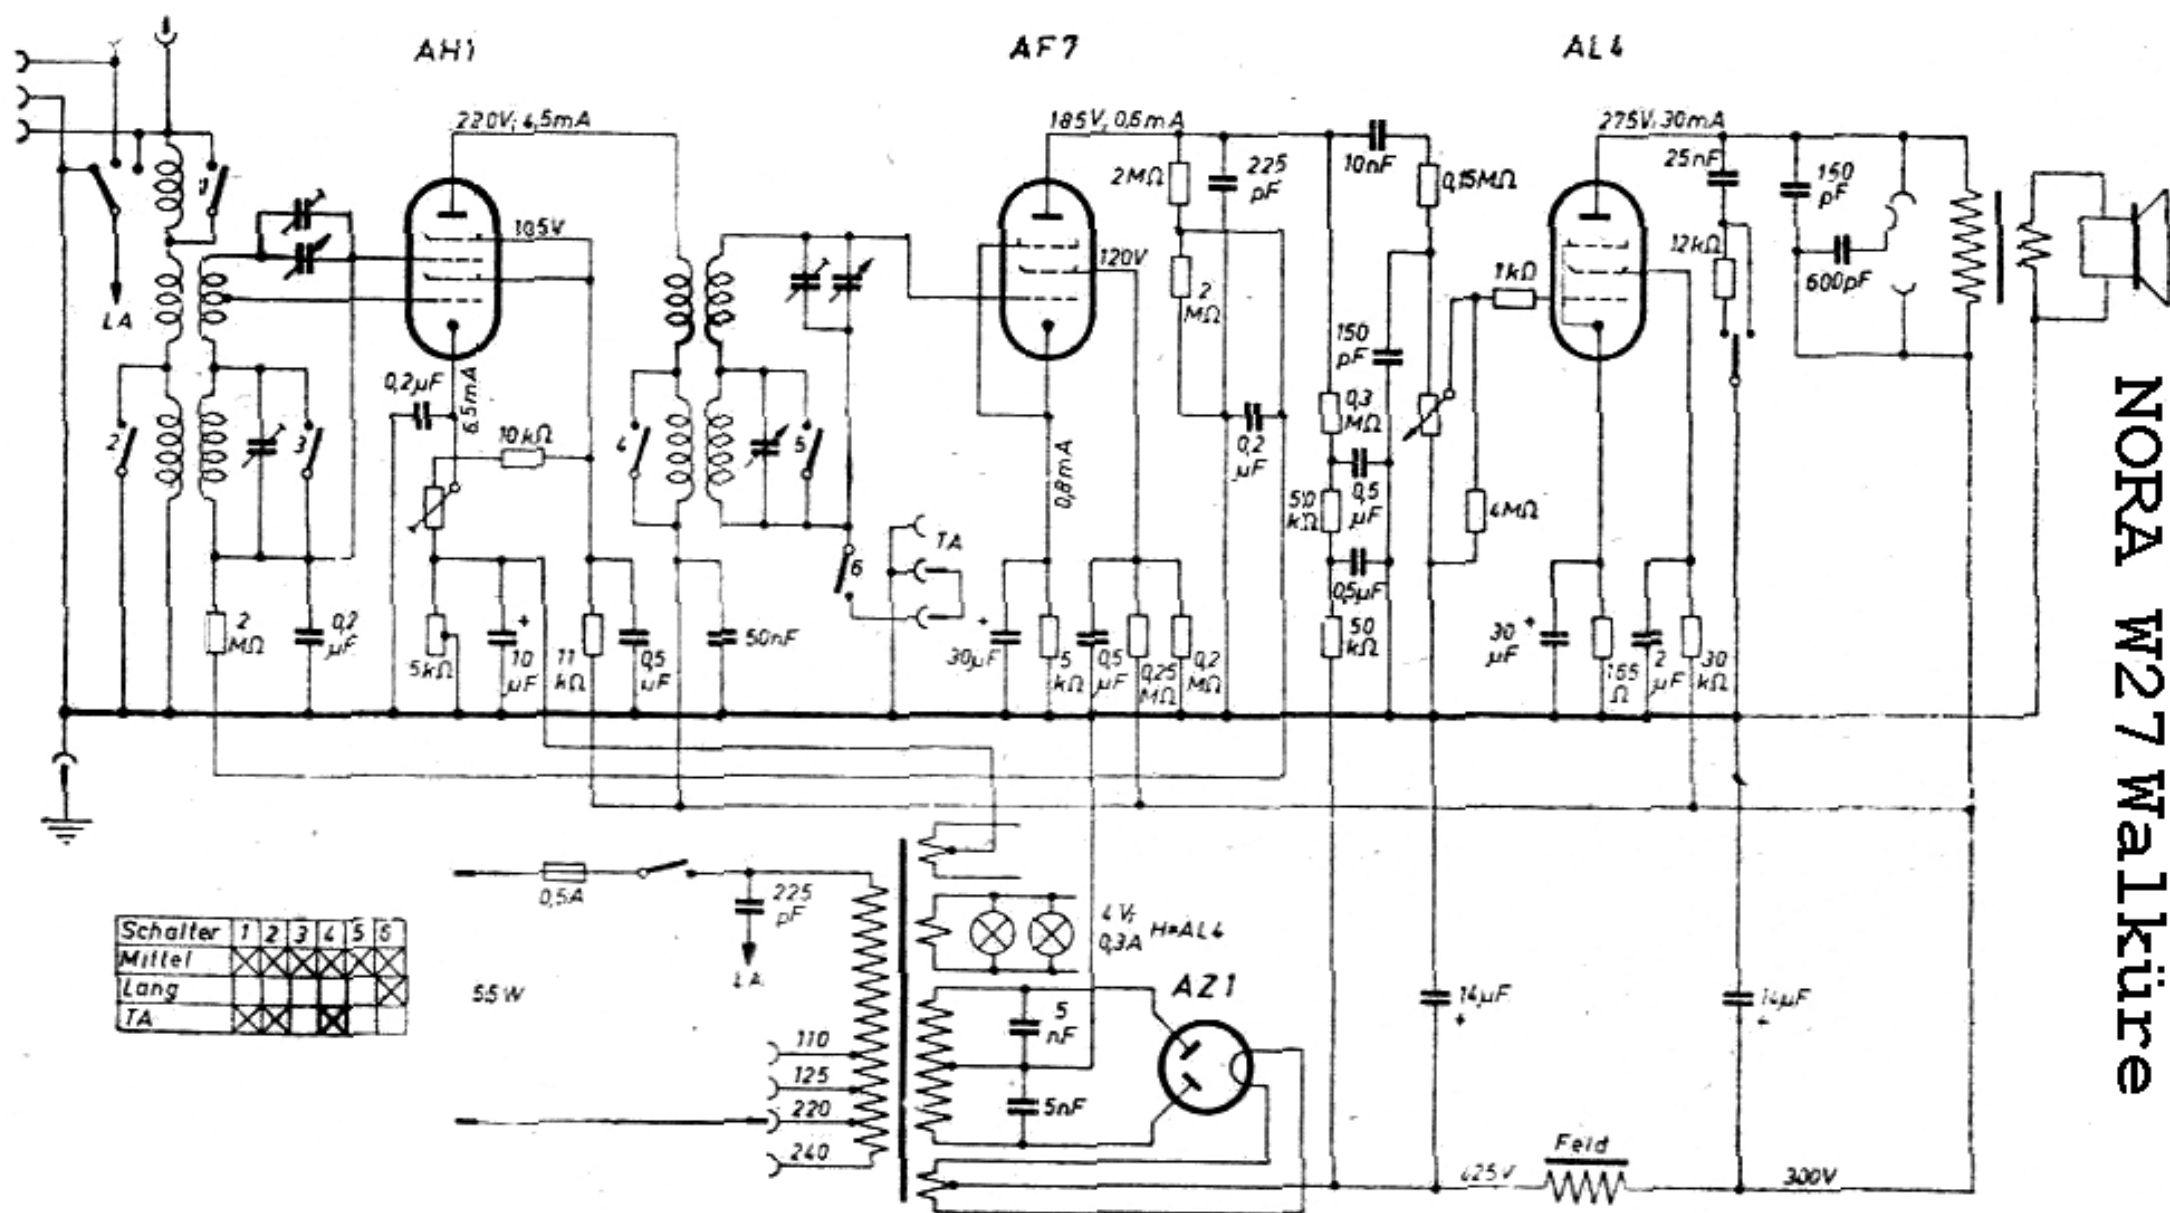 AH1
AF7
AL4
220V; 4,5mA
185V, 0,6mA
275V; 30mA
10nF
25nF
2MΩ
225 pF
0,15MΩ
150 pF
1
105V
120V
12kΩ
600pF
LA
2 MΩ
1kΩ
150 pF
0,2µF
6,5mA
10kΩ
2
3
4
5
0,2 µF
0,3 MΩ
0,8mA
50 kΩ
0,5 µF
4MΩ
TA
6
0,5µF
2 MΩ
0,2 µF
5kΩ
+
10 µF
11 kΩ
0,5 µF
50nF
+
30µF
5 kΩ
0,5 µF
0,25 MΩ
0,2 MΩ
50 kΩ
30 µF
+
165 Ω
2 µF
30 kΩ
NORA W27 Walküre
0,5A
225 pF
LA
4V; 0,3A
H=AL4
AZ1
Schalter 1 2 3 4 5 6
Mittel
Lang
TA
55W
5 nF
14µF
+
14µF
110
125
220
240
5nF
Feld
425V
300V